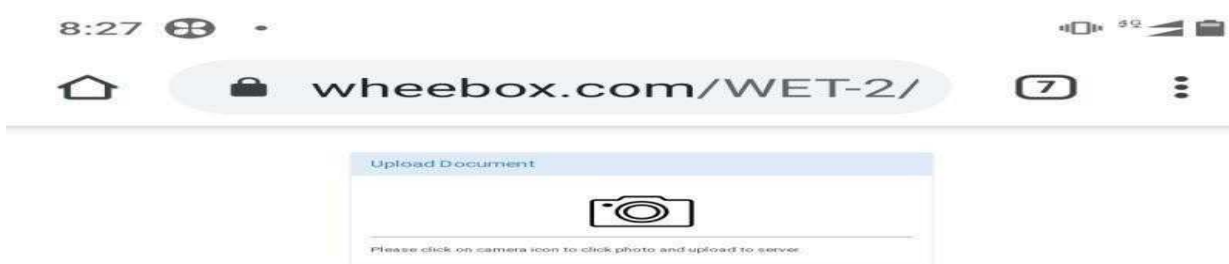 8:27
wheebox.com/WET-2/
7
Upload Document
Please click on camera icon to click photo and upload to server